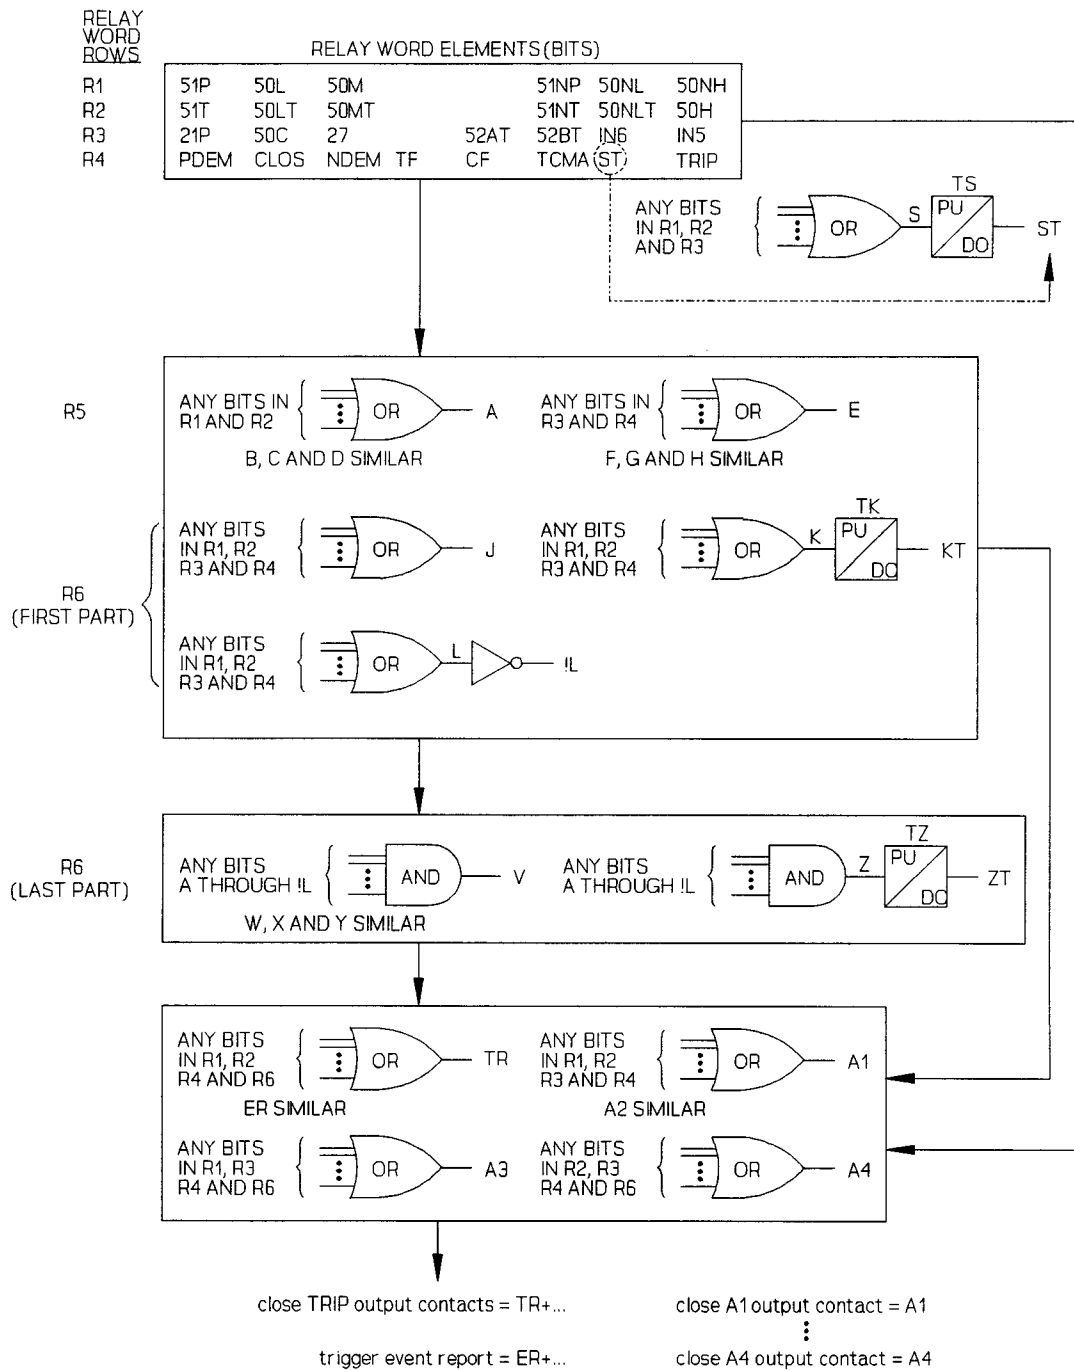 RELAY
WORD
ROWS
RELAY WORD ELEMENTS (BITS)
R1 51P 50L 50M 51NP 50NL 50NH
R2 51T 50LT 50MT 51NT 50NLT 50H
R3 21P 50C 27 52AT 52BT IN6 IN5
R4 PDEM CLOS NDEM TF CF TCMA ST TRIP
ANY BITS
IN R1, R2
AND R3
OR
S
TS
PU
DO
ST
R5
ANY BITS IN
R1 AND R2
OR
A
B, C AND D SIMILAR
ANY BITS IN
R3 AND R4
OR
E
F, G AND H SIMILAR
R6
(FIRST PART)
ANY BITS
IN R1, R2
R3 AND R4
OR
J
ANY BITS
IN R1, R2
R3 AND R4
OR
K
TK
PU
DO
KT
ANY BITS
IN R1, R2
R3 AND R4
OR
L
!L
R6
(LAST PART)
ANY BITS
A THROUGH !L
AND
V
W, X AND Y SIMILAR
ANY BITS
A THROUGH !L
AND
Z
TZ
PU
DO
ZT
ANY BITS
IN R1, R2
R4 AND R6
OR
TR
ER SIMILAR
ANY BITS
IN R1, R2
R3 AND R4
OR
A1
A2 SIMILAR
ANY BITS
IN R1, R3
R4 AND R6
OR
A3
ANY BITS
IN R2, R3
R4 AND R6
OR
A4
close TRIP output contacts = TR+...
close A1 output contact = A1
trigger event report = ER+...
close A4 output contact = A4